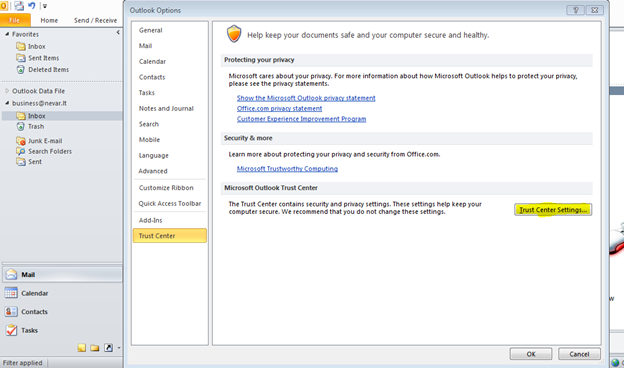 Outlook Options
File
Home
Send / Receive
Favorites
Inbox
Sent Items
Deleted Items
Outlook Data File
business@nevar.lt
Inbox
Trash
Junk E-mail
Search Folders
Sent
Mail
Calendar
Contacts
Tasks
Filter applied
General
Mail
Calendar
Contacts
Tasks
Notes and Journal
Search
Mobile
Language
Advanced
Customize Ribbon
Quick Access Toolbar
Add-Ins
Trust Center
Help keep your documents safe and your computer secure and healthy.
Protecting your privacy
Microsoft cares about your privacy. For more information about how Microsoft Outlook helps to protect your privacy,
please see the privacy statements.
Show the Microsoft Outlook privacy statement
Office.com privacy statement
Customer Experience Improvement Program
Security & more
Learn more about protecting your privacy and security from Office.com.
Microsoft Trustworthy Computing
Microsoft Outlook Trust Center
The Trust Center contains security and privacy settings. These settings help keep your
computer secure. We recommend that you do not change these settings.
Trust Center Settings...
OK
Cancel